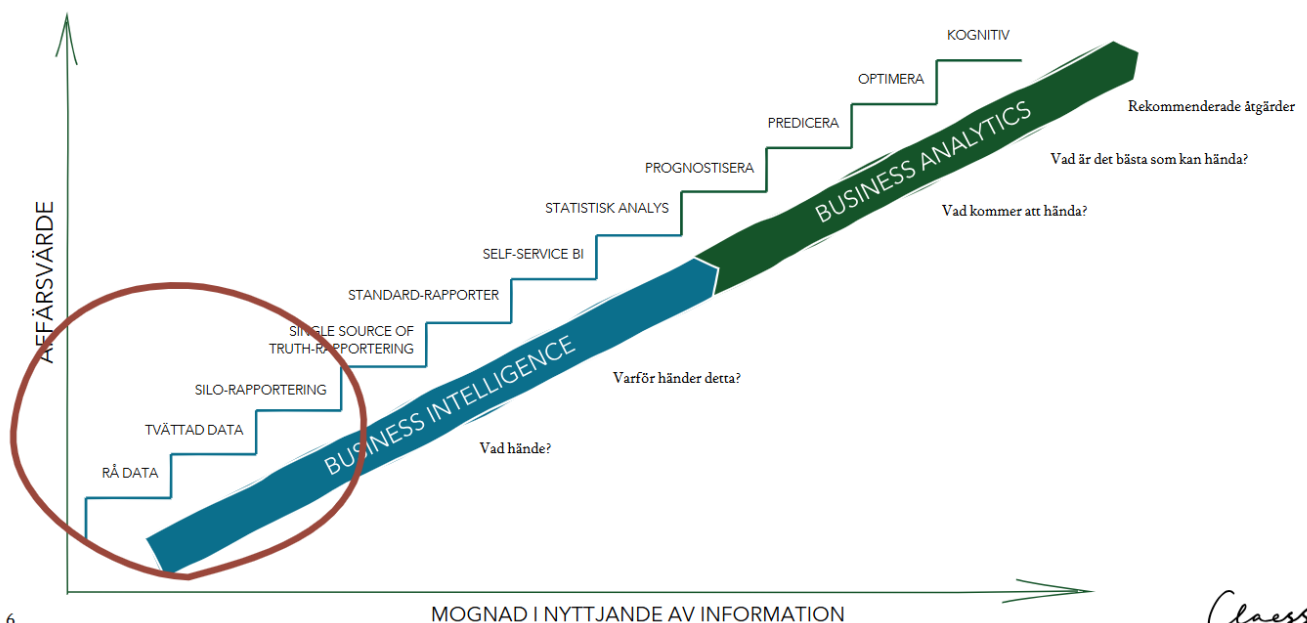 KOGNITIV
OPTIMERA
PREDICERA
PROGNOSTISERA
STATISTISK ANALYS
SELF-SERVICE BI
STANDARD-RAPPORTER
SINGLE SOURCE OF
TRUTH-RAPPORTERING
SILO-RAPPORTERING
TVÄTTAD DATA
RÅ DATA
AFFÄRSVÄRDE
BUSINESS INTELLIGENCE
BUSINESS ANALYTICS
Rekommenderade åtgärder
Vad är det bästa som kan hända?
Vad kommer att hända?
Varför händer detta?
Vad hände?
MOGNAD I NYTTJANDE AV INFORMATION
6
Claess